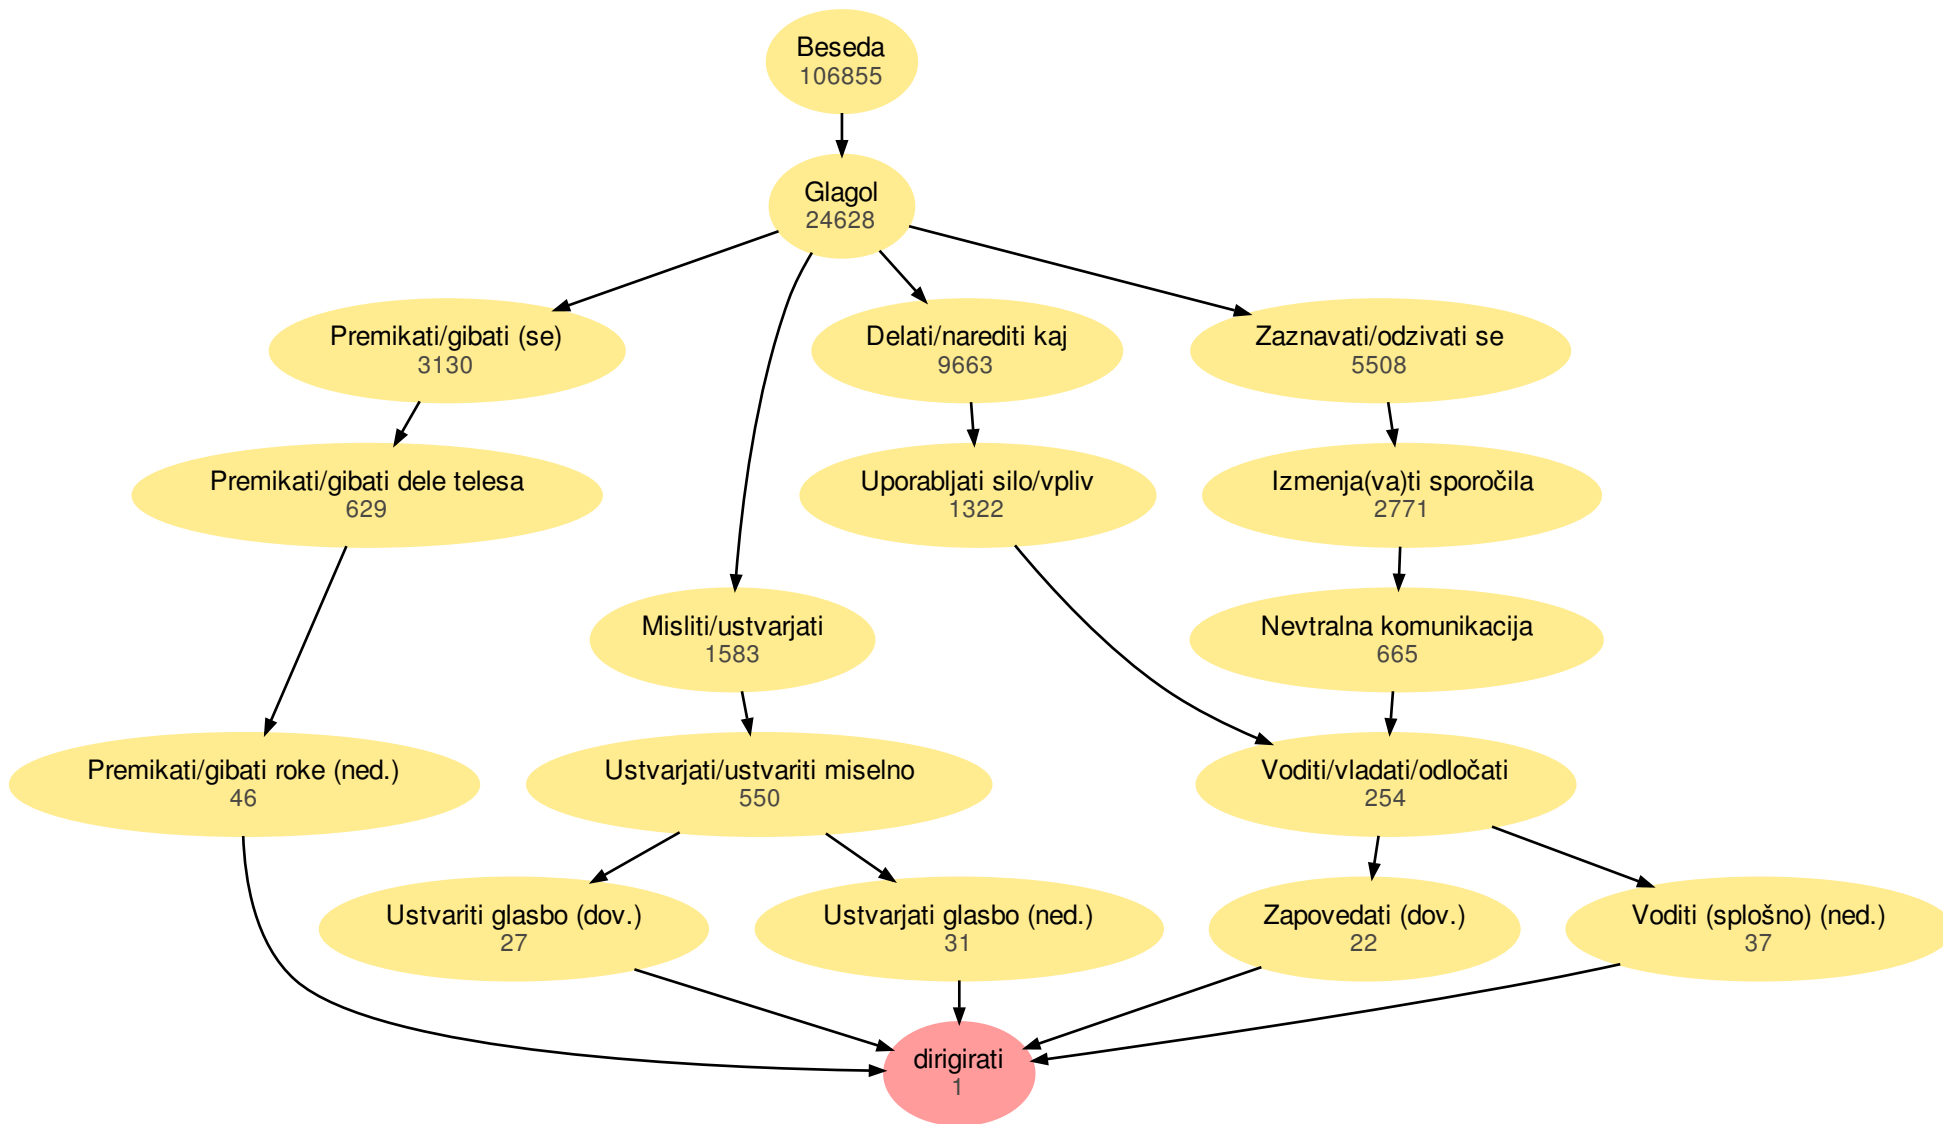 Beseda
106855
Glagol
24628
Premikati/gibati (se)
3130
Delati/narediti kaj
9663
Zaznavati/odzivati se
5508
Premikati/gibati dele telesa
629
Uporabljati silo/vpliv
1322
Izmenja(va)ti sporočila
2771
Misliti/ustvarjati
1583
Nevtralna komunikacija
665
Premikati/gibati roke (ned.)
46
Ustvarjati/ustvariti miselno
550
Voditi/vladati/odločati
254
Ustvariti glasbo (dov.)
27
Ustvarjati glasbo (ned.)
31
Zapovedati (dov.)
22
Voditi (splošno) (ned.)
37
dirigirati
1